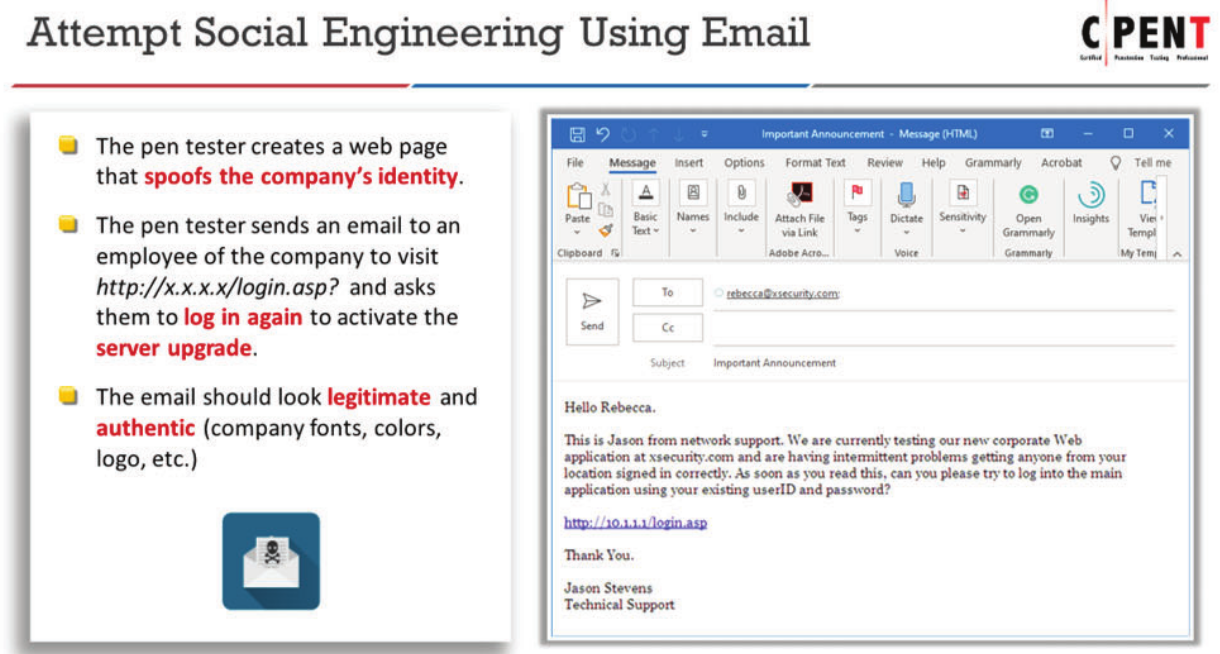 Attempt Social Engineering Using Email
C|PENT
Certified Penetration Testing Professional
The pen tester creates a web page
that spoofs the company's identity.
The pen tester sends an email to an
employee of the company to visit
http://x.x.x.x/login.asp? and asks
them to log in again to activate the
server upgrade.
The email should look legitimate and
authentic (company fonts, colors,
logo, etc.)
Important Announcement - Message (HTML)
File Message Insert Options Format Text Review Help Grammarly Acrobat Tell me
Paste Basic Names Include Attach File Tags Dictate Sensitivity Open Insights
Text via Link Grammarly Templ
Clipboard Adobe Acro... Voice Grammarly My Temp
To rebecca@xsecurity.com;
Send Cc
Subject Important Announcement
Hello Rebecca.
This is Jason from network support. We are currently testing our new corporate Web
application at xsecurity.com and are having intermittent problems getting anyone from your
location signed in correctly. As soon as you read this, can you please try to log into the main
application using your existing userID and password?
http://10.1.1.1/login.asp
Thank You.
Jason Stevens
Technical Support